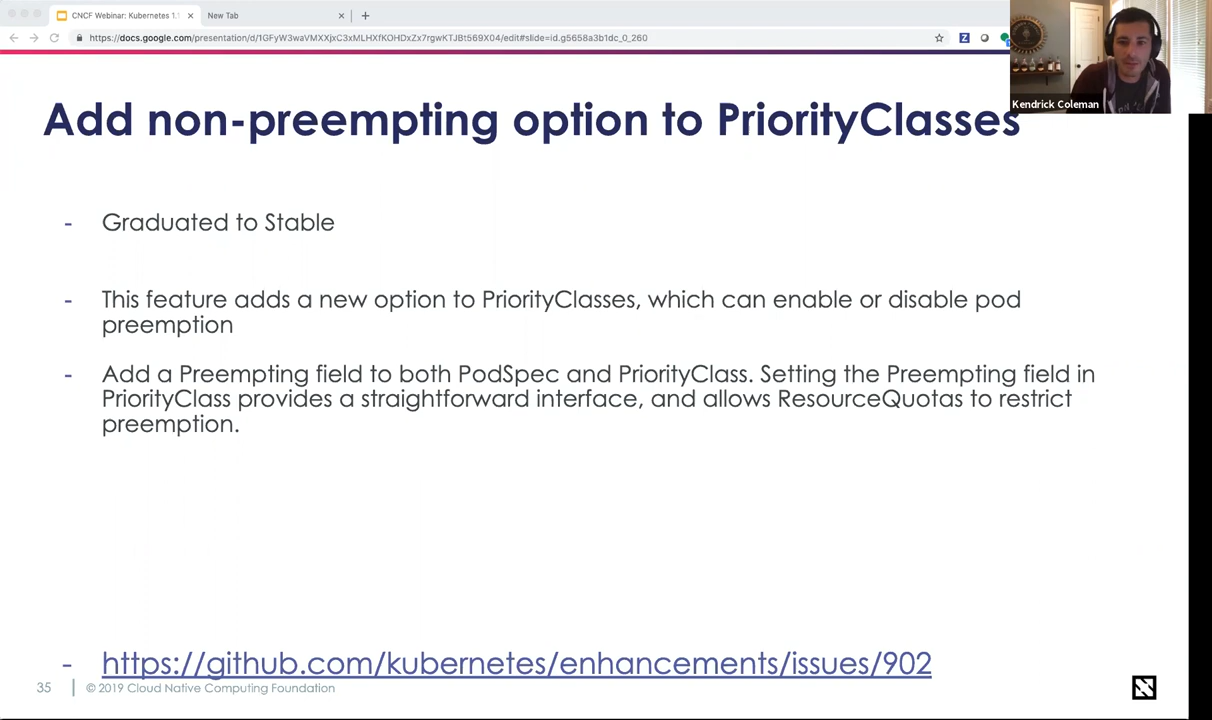 CNCF Webinar: Kubernetes 1.1
New Tab
https://docs.google.com/presentation/d/1GFyW3waVMXXjxC3xMLHXfKOHDxZx7rgwKTJBt569X04/edit#slide=id.g5658a3b1dc_0_260
Kendrick Coleman
Add non-preempting option to PriorityClasses
- Graduated to Stable
- This feature adds a new option to PriorityClasses, which can enable or disable pod
preemption
- Add a Preempting field to both PodSpec and PriorityClass. Setting the Preempting field in
PriorityClass provides a straightforward interface, and allows ResourceQuotas to restrict
preemption.
- https://github.com/kubernetes/enhancements/issues/902
35 © 2019 Cloud Native Computing Foundation